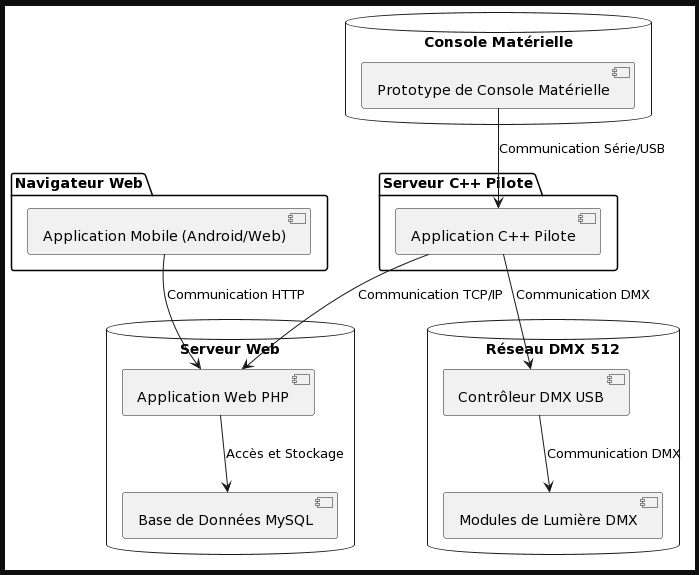 Console Matérielle
Prototype de Console Matérielle
Communication Série/USB
Navigateur Web
Serveur C++ Pilote
Application Mobile (Android/Web)
Application C++ Pilote
Communication HTTP
Communication TCP/IP
Communication DMX
Serveur Web
Réseau DMX 512
Application Web PHP
Contrôleur DMX USB
Accès et Stockage
Communication DMX
Base de Données MySQL
Modules de Lumière DMX